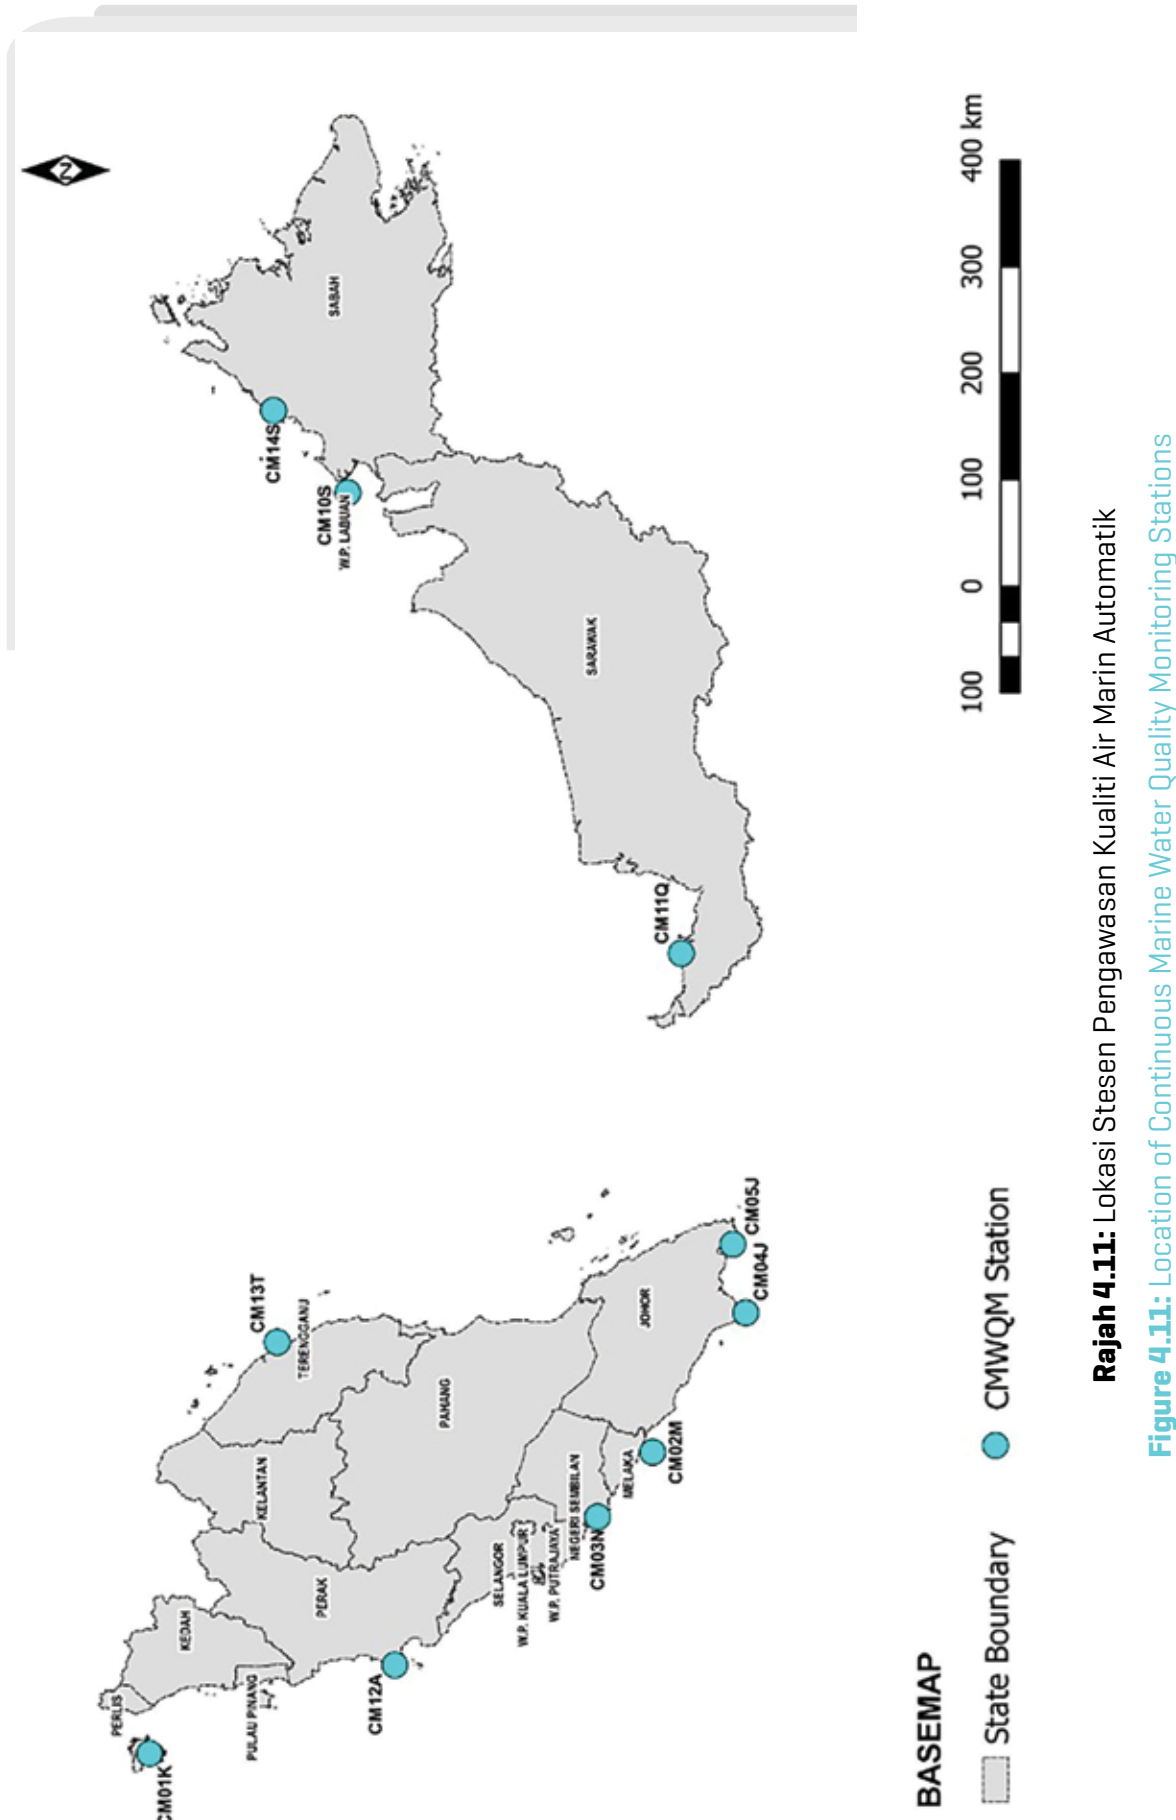 N
PERLIS
CM01K
KEDAH
PULAU PINANG
PERAK
CM12A
KELANTAN
CM13T
TERENGGANU
PAHANG
SELANGOR
W.P. KUALA LUMPUR
W.P. PUTRAJAYA
NEGERI SEMBILAN
CM03N
MELAKA
CM02M
JOHOR
CM04J
CM05J
CM14S
SABAH
CM10S
W.P. LABUAN
SARAWAK
CM11Q
BASEMAP
State Boundary
CMWQM Station
100 0 100 200 300 400 km
Rajah 4.11: Lokasi Stesen Pengawasan Kualiti Air Marin Automatik
Figure 4.11: Location of Continuous Marine Water Quality Monitoring Stations